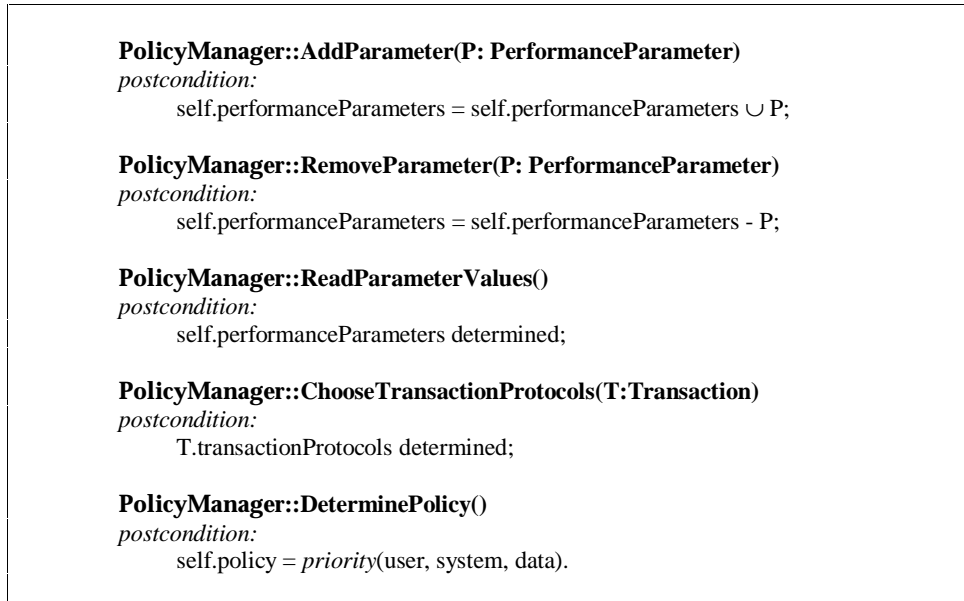 PolicyManager::AddParameter(P: PerformanceParameter)
postcondition:
self.performanceParameters = self.performanceParameters ∪ P;
PolicyManager::RemoveParameter(P: PerformanceParameter)
postcondition:
self.performanceParameters = self.performanceParameters - P;
PolicyManager::ReadParameterValues()
postcondition:
self.performanceParameters determined;
PolicyManager::ChooseTransactionProtocols(T:Transaction)
postcondition:
T.transactionProtocols determined;
PolicyManager::DeterminePolicy()
postcondition:
self.policy = priority(user, system, data).